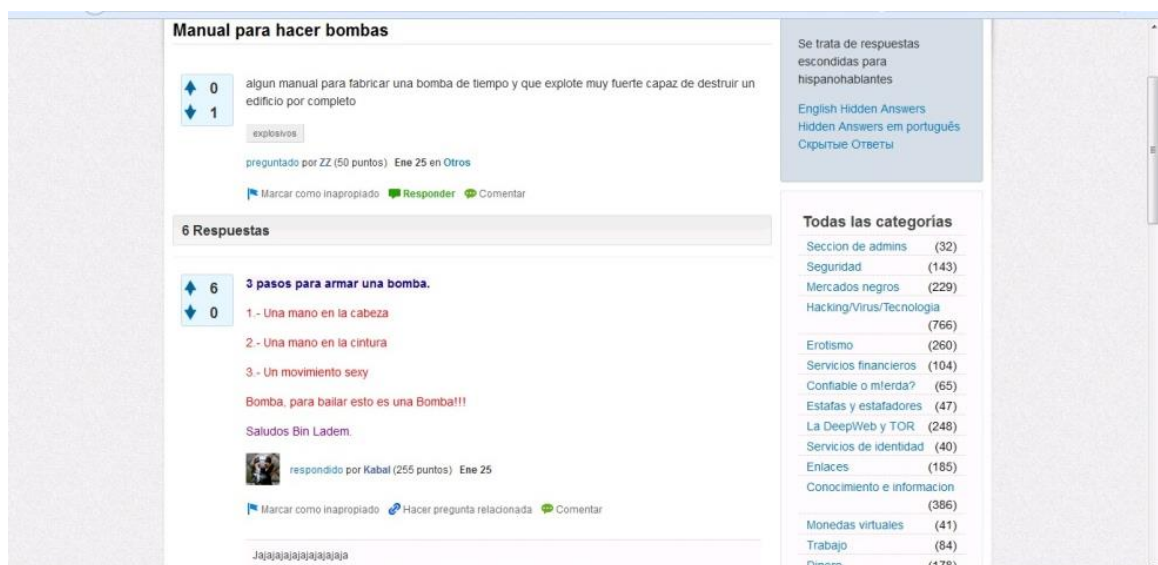 Manual para hacer bombas
0
1
algun manual para fabricar una bomba de tiempo y que explote muy fuerte capaz de destruir un
edificio por completo
explosivos
preguntado por ZZ (50 puntos) Ene 25 en Otros
Marcar como inapropiado Responder Comentar
6 Respuestas
6
0
3 pasos para armar una bomba.
1.- Una mano en la cabeza
2.- Una mano en la cintura
3.- Un movimiento sexy
Bomba, para bailar esto es una Bomba!!!
Saludos Bin Ladem.
respondido por Kabal (255 puntos) Ene 25
Marcar como inapropiado Hacer pregunta relacionada Comentar
Jajajajajajajajajaja
Se trata de respuestas
escondidas para
hispanohablantes
English Hidden Answers
Hidden Answers em português
Скрытые Ответы
Todas las categorías
Seccion de admins (32)
Seguridad (143)
Mercados negros (229)
Hacking/Virus/Tecnologia
(766)
Erotismo (260)
Servicios financieros (104)
Confiable o m!erda? (65)
Estafas y estafadores (47)
La DeepWeb y TOR (248)
Servicios de identidad (40)
Enlaces (185)
Conocimiento e informacion
(386)
Monedas virtuales (41)
Trabajo (84)
Dinero (178)